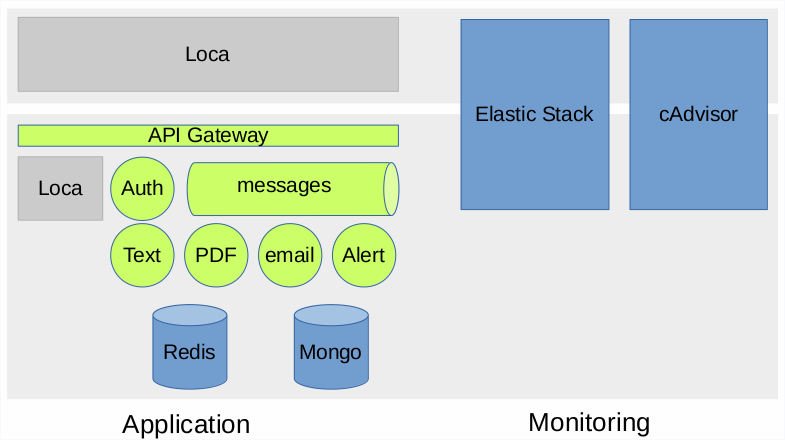 Loca
Elastic Stack
cAdvisor
API Gateway
Loca
Auth
messages
Text
PDF
email
Alert
Redis
Mongo
Application
Monitoring